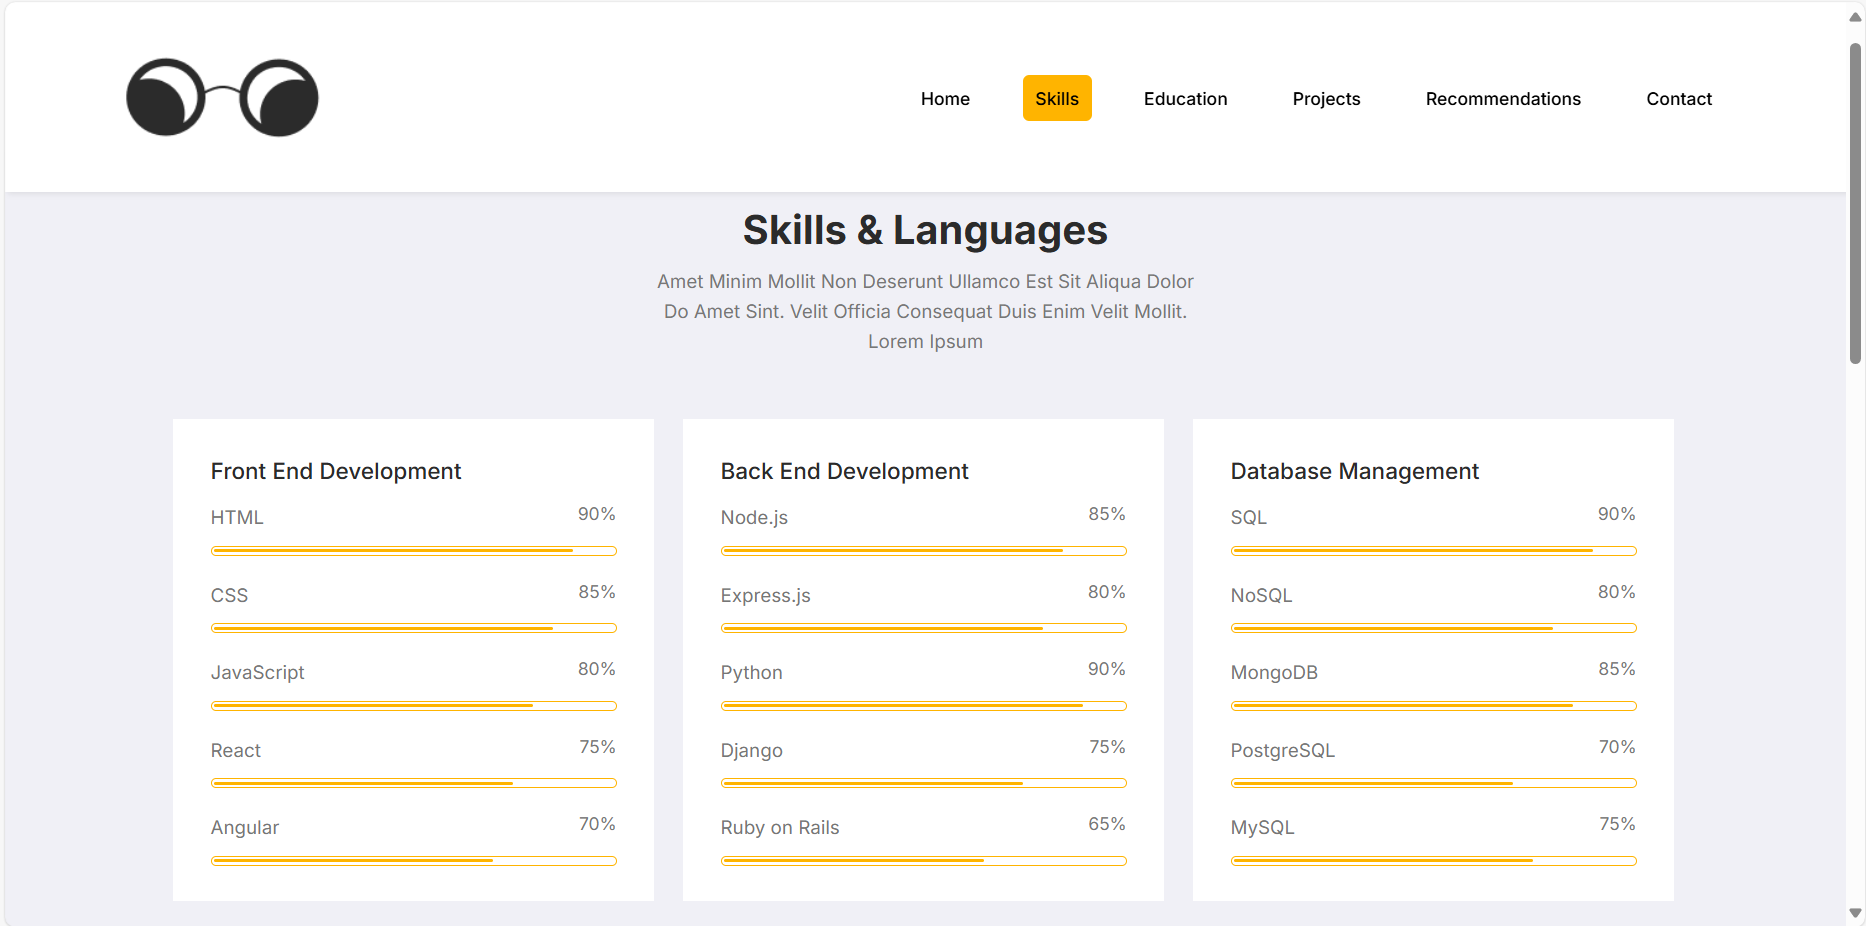 Home Skills Education Projects Recommendations Contact
Skills & Languages
Amet Minim Mollit Non Deserunt Ullamco Est Sit Aliqua Dolor
Do Amet Sint. Velit Officia Consequat Duis Enim Velit Mollit.
Lorem Ipsum
Front End Development
HTML 90%
CSS 85%
JavaScript 80%
React 75%
Angular 70%
Back End Development
Node.js 85%
Express.js 80%
Python 90%
Django 75%
Ruby on Rails 65%
Database Management
SQL 90%
NoSQL 80%
MongoDB 85%
PostgreSQL 70%
MySQL 75%